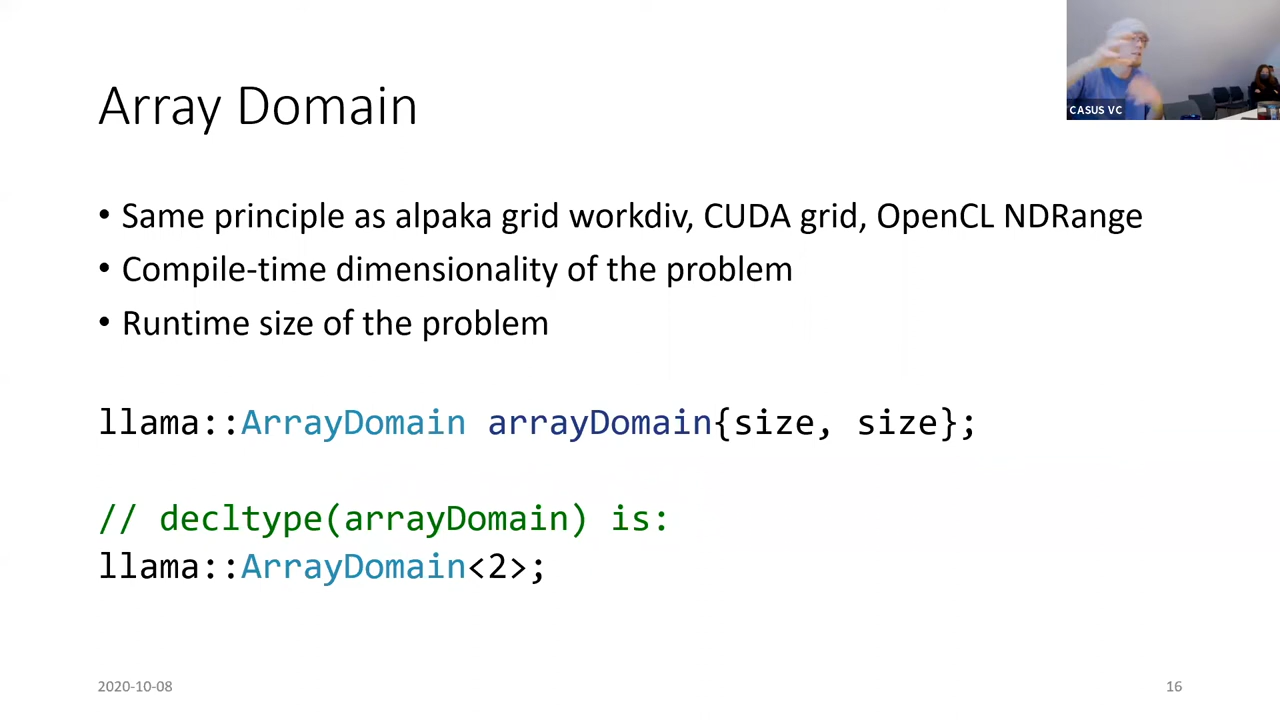 CASUS VC
Array Domain
• Same principle as alpaka grid workdiv, CUDA grid, OpenCL NDRange
• Compile-time dimensionality of the problem
• Runtime size of the problem
llama::ArrayDomain arrayDomain{size, size};
// decltype(arrayDomain) is:
llama::ArrayDomain<2>;
2020-10-08
16